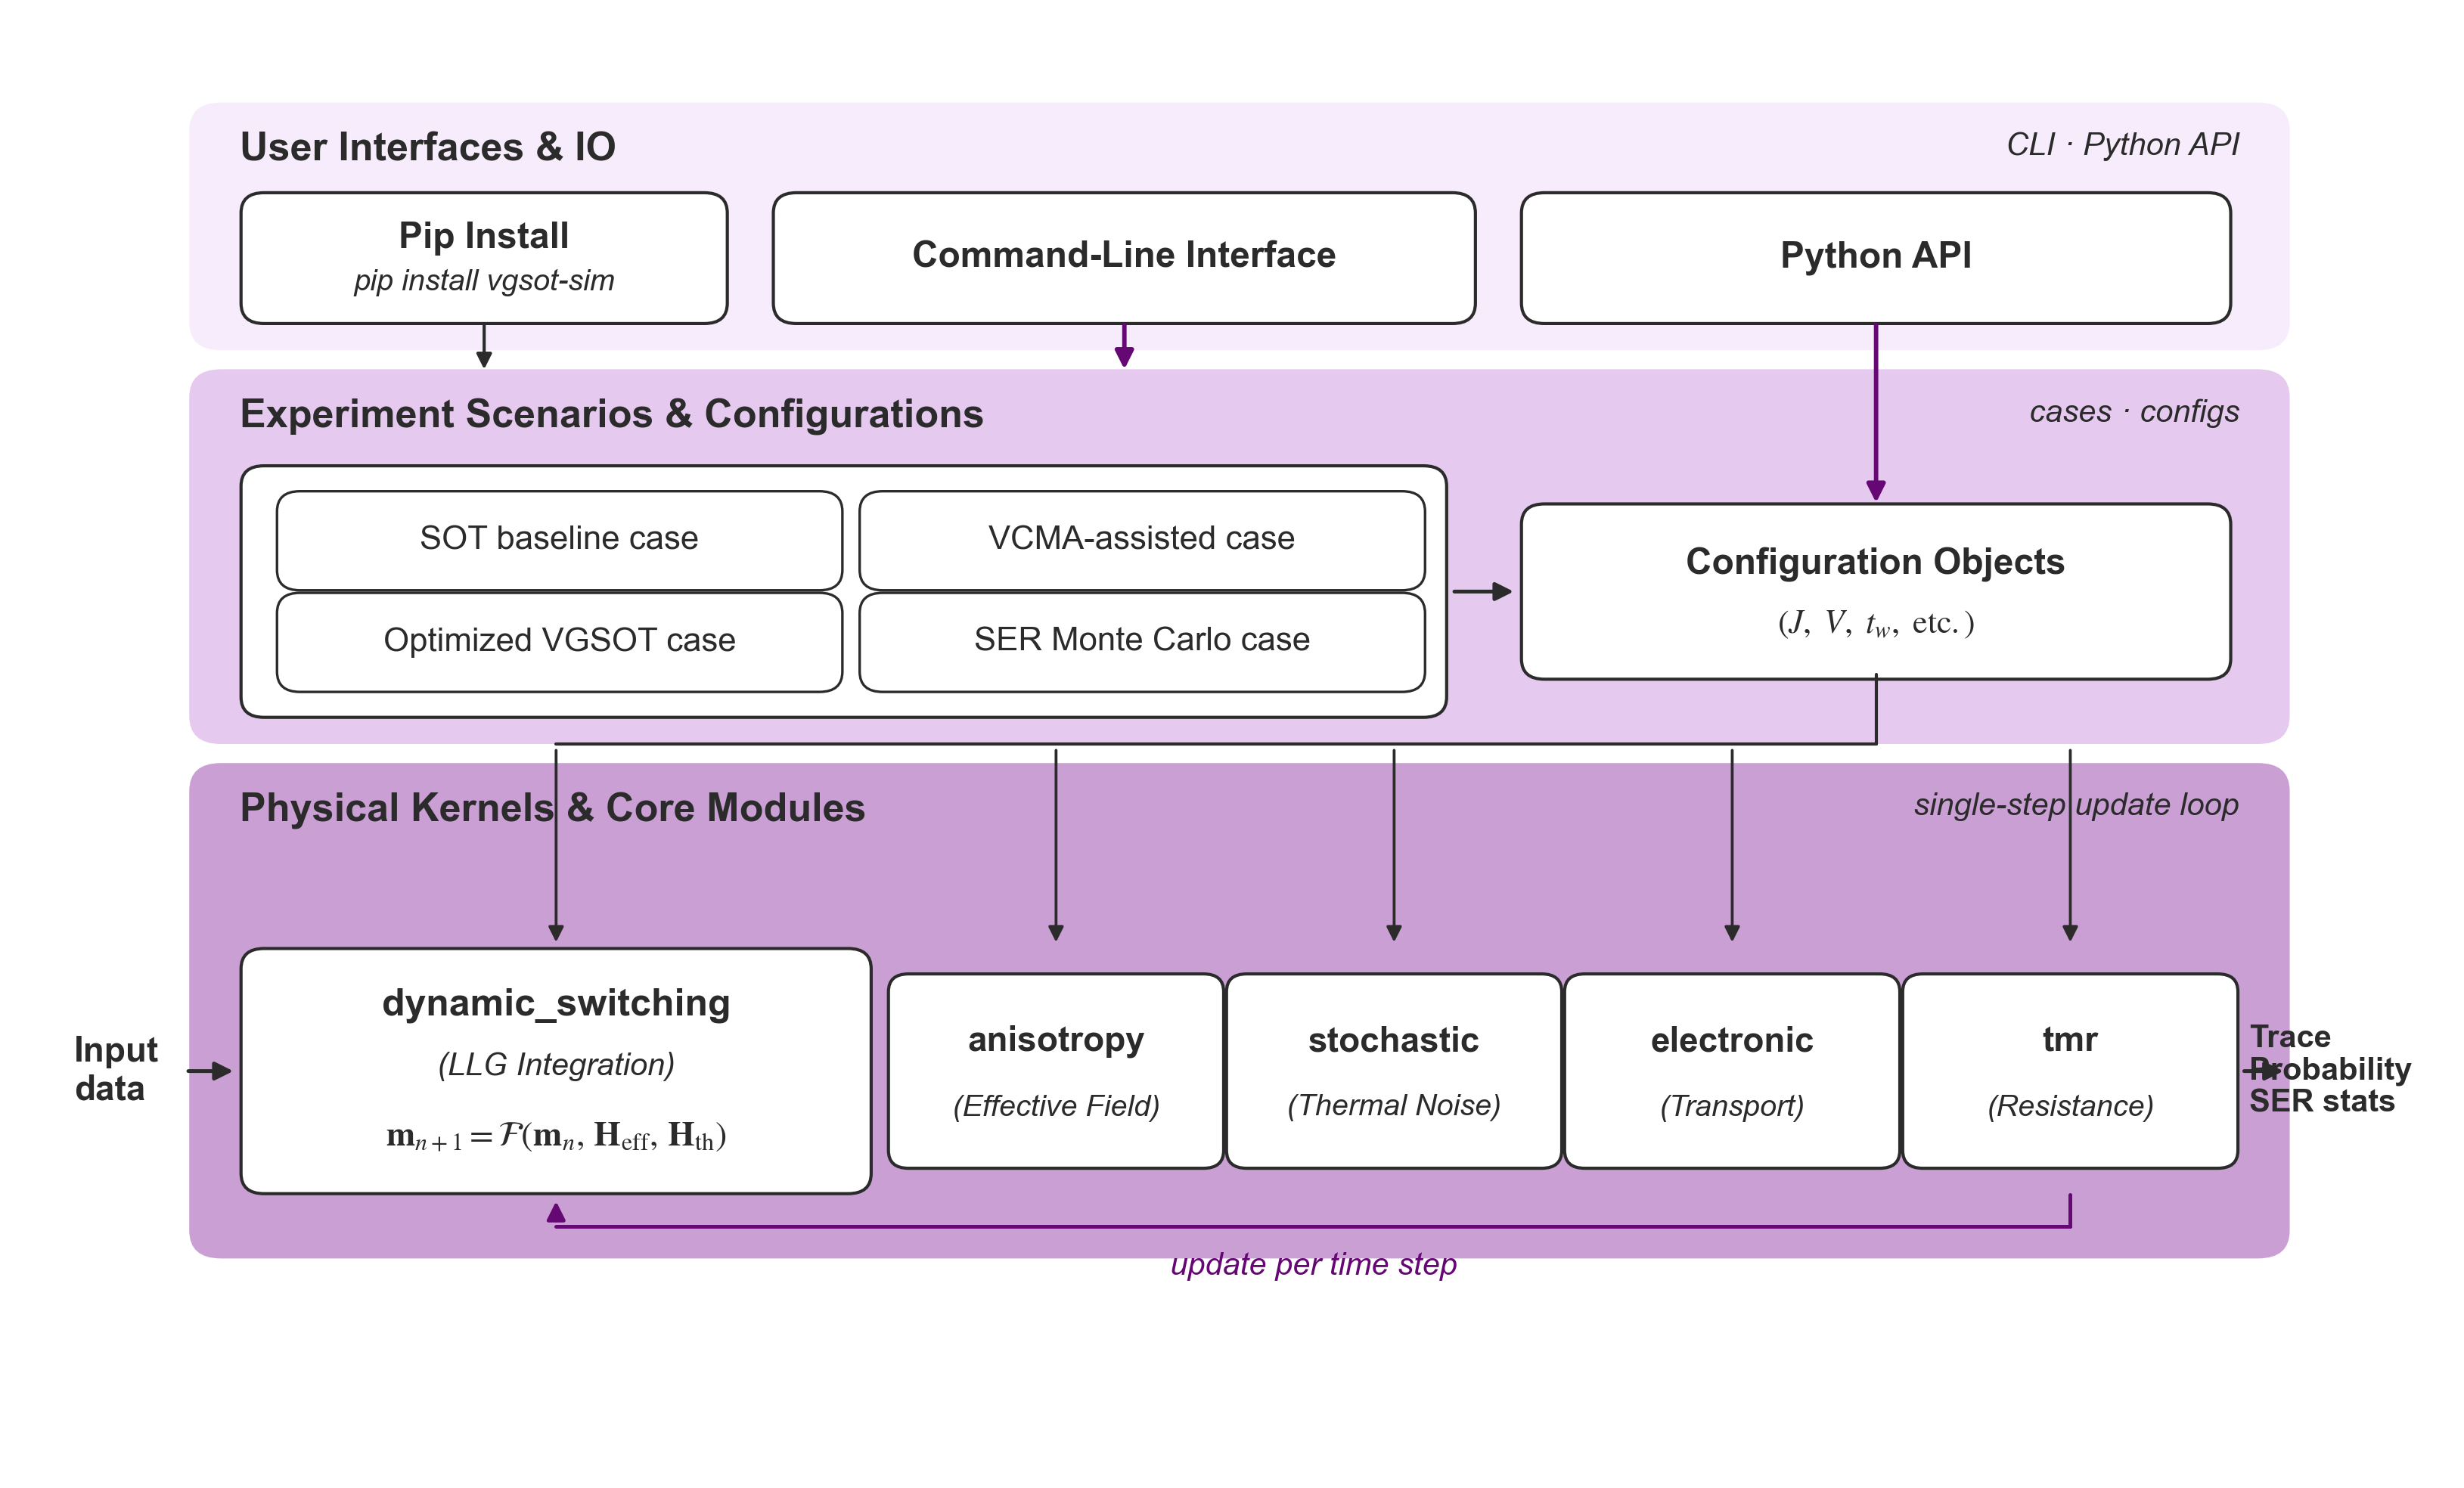 User Interfaces & IO
CLI · Python API
Pip Install
pip install vgsot-sim
Command-Line Interface
Python API
Experiment Scenarios & Configurations
cases · configs
SOT baseline case
VCMA-assisted case
Optimized VGSOT case
SER Monte Carlo case
Configuration Objects
(J, V, t_w, etc.)
Physical Kernels & Core Modules
single-step update loop
Input
data
dynamic_switching
(LLG Integration)
m_{n+1} = ℱ(m_n, H_eff, H_th)
anisotropy
(Effective Field)
stochastic
(Thermal Noise)
electronic
(Transport)
tmr
(Resistance)
Trace
Probability
SER stats
update per time step